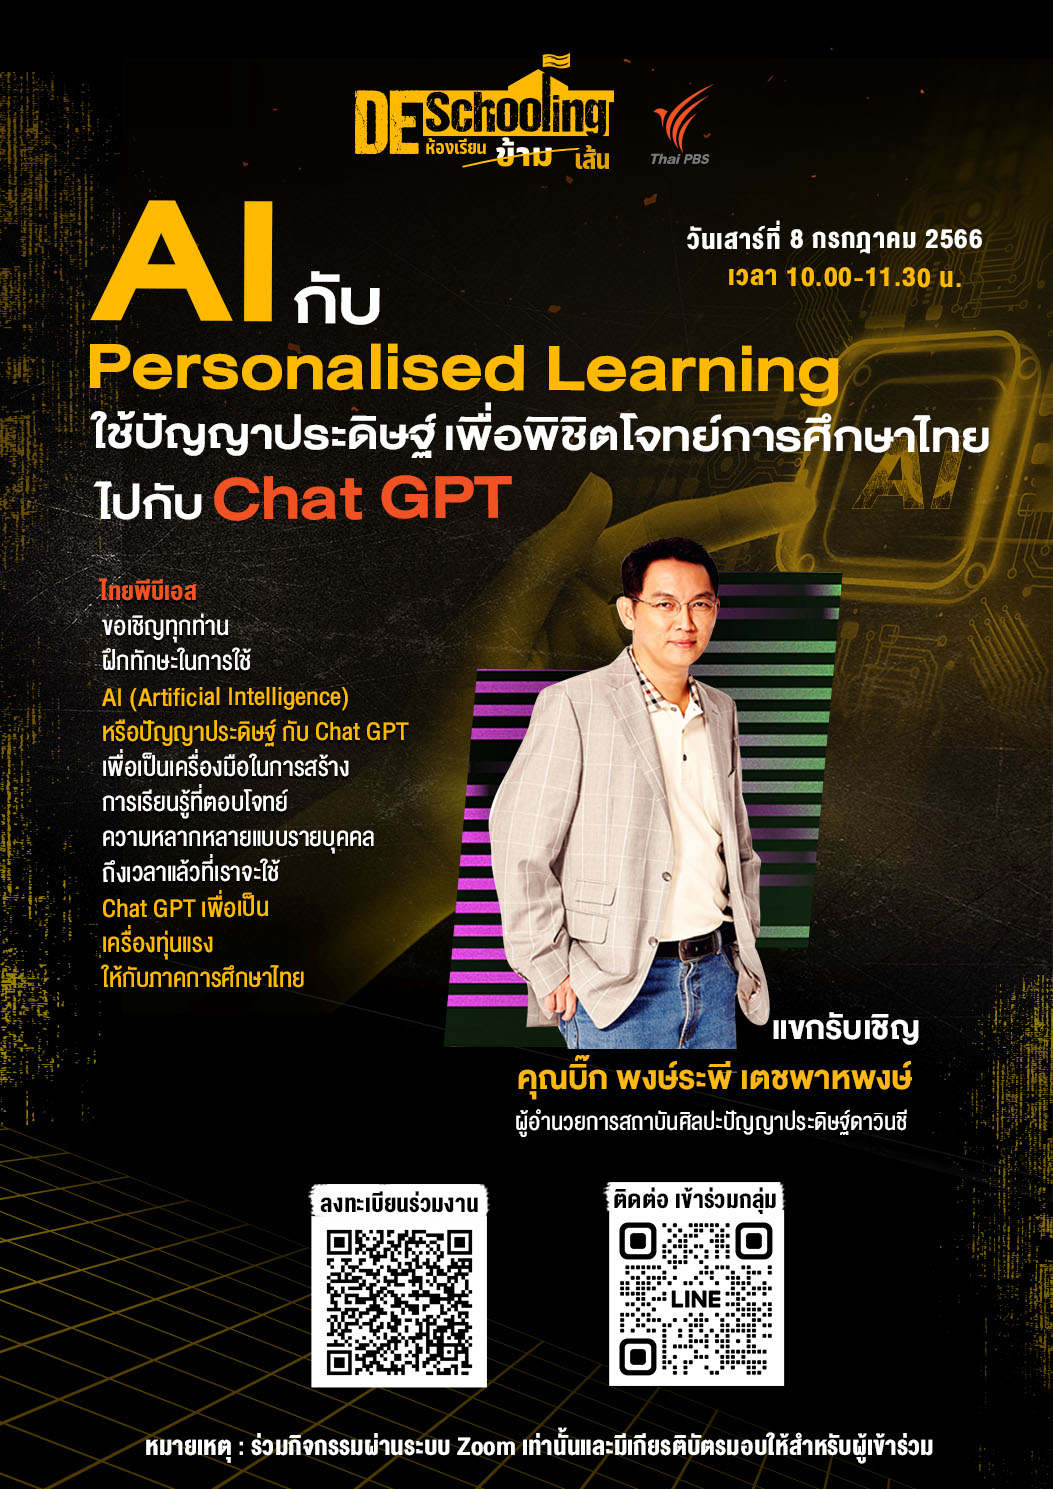 DESchooling
ห้องเรียน ข้าม เส้น
Thai PBS
วันเสาร์ที่ 8 กรกฎาคม 2566
เวลา 10.00-11.30 น.
AI กับ
Personalised Learning
ใช้ปัญญาประดิษฐ์ เพื่อพิชิตโจทย์การศึกษาไทย
ไปกับ Chat GPT
AI
ไทยพีบีเอส
ขอเชิญทุกท่าน
ฝึกทักษะในการใช้
AI (Artificial Intelligence)
หรือปัญญาประดิษฐ์ กับ Chat GPT
เพื่อเป็นเครื่องมือในการสร้าง
การเรียนรู้ที่ตอบโจทย์
ความหลากหลายแบบรายบุคคล
ถึงเวลาแล้วที่เราจะใช้
Chat GPT เพื่อเป็น
เครื่องทุ่นแรง
ให้กับภาคการศึกษาไทย
แขกรับเชิญ
คุณบิ๊ก พงษ์ระพี เตชพาหพงษ์
ผู้อำนวยการสถาบันศิลปะปัญญาประดิษฐ์ดาวินชี
ลงทะเบียนร่วมงาน
ติดต่อ เข้าร่วมกลุ่ม
LINE
หมายเหตุ : ร่วมกิจกรรมผ่านระบบ Zoom เท่านั้นและมีเกียรติบัตรมอบให้สำหรับผู้เข้าร่วม